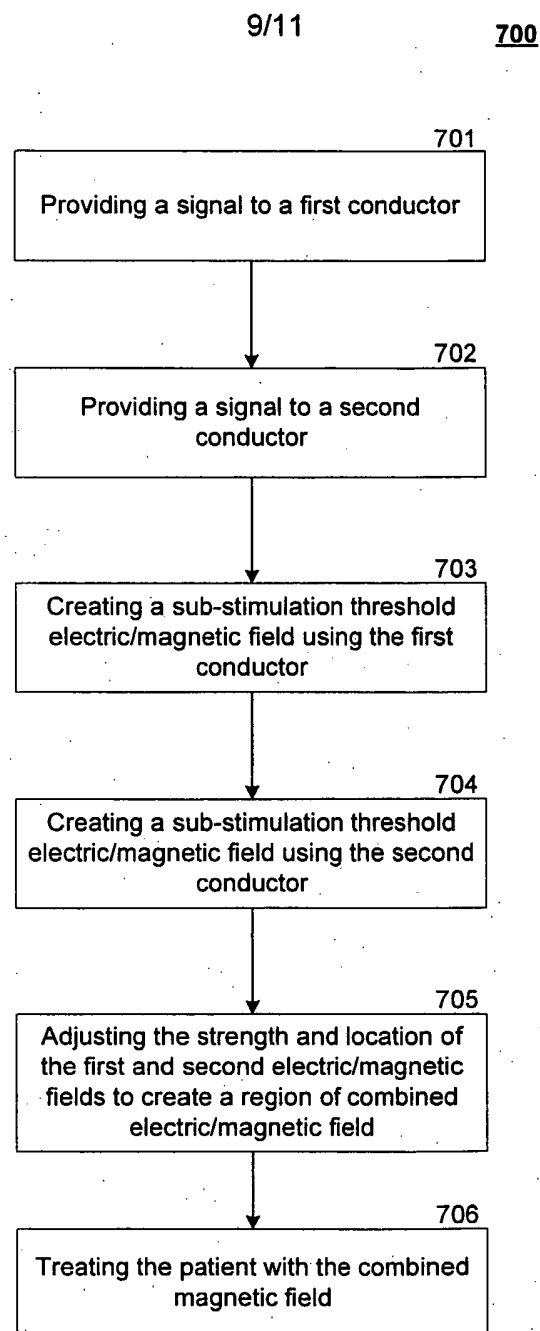 9/11
700
701
Providing a signal to a first conductor
702
Providing a signal to a second
conductor
703
Creating a sub-stimulation threshold
electric/magnetic field using the first
conductor
704
Creating a sub-stimulation threshold
electric/magnetic field using the second
conductor
705
Adjusting the strength and location of
the first and second electric/magnetic
fields to create a region of combined
electric/magnetic field
706
Treating the patient with the combined
magnetic field